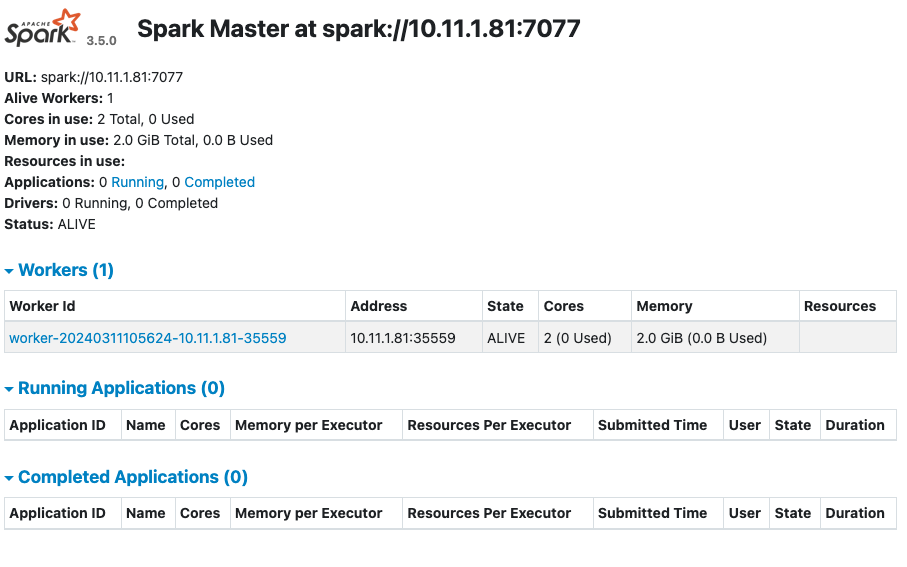 APACHE
Spark 3.5.0 Spark Master at spark://10.11.1.81:7077
URL: spark://10.11.1.81:7077
Alive Workers: 1
Cores in use: 2 Total, 0 Used
Memory in use: 2.0 GiB Total, 0.0 B Used
Resources in use:
Applications: 0 Running, 0 Completed
Drivers: 0 Running, 0 Completed
Status: ALIVE
Workers (1)
Worker Id Address State Cores Memory Resources
worker-20240311105624-10.11.1.81-35559 10.11.1.81:35559 ALIVE 2 (0 Used) 2.0 GiB (0.0 B Used)
Running Applications (0)
Application ID Name Cores Memory per Executor Resources Per Executor Submitted Time User State Duration
Completed Applications (0)
Application ID Name Cores Memory per Executor Resources Per Executor Submitted Time User State Duration